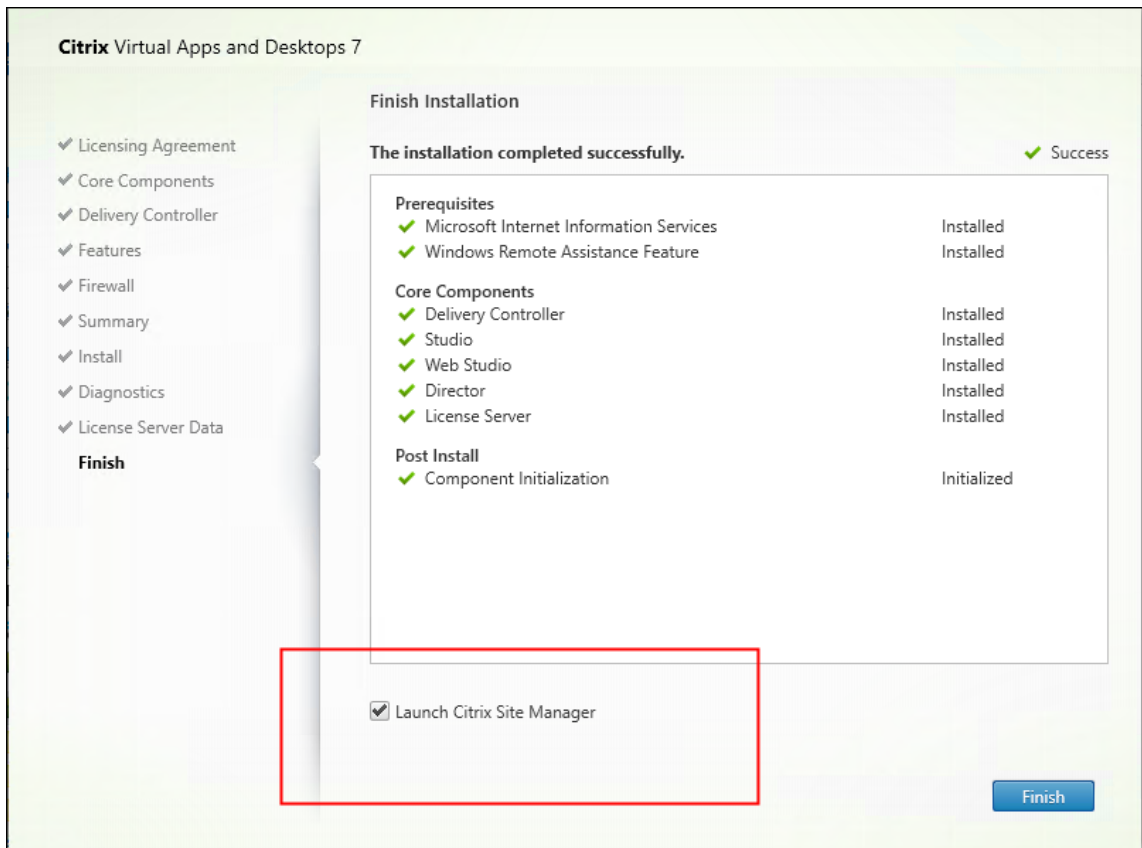 Citrix Virtual Apps and Desktops 7
Licensing Agreement
Core Components
Delivery Controller
Features
Firewall
Summary
Install
Diagnostics
License Server Data
Finish
Finish Installation
The installation completed successfully. Success
Prerequisites
Microsoft Internet Information Services Installed
Windows Remote Assistance Feature Installed
Core Components
Delivery Controller Installed
Studio Installed
Web Studio Installed
Director Installed
License Server Installed
Post Install
Component Initialization Initialized
Launch Citrix Site Manager
Finish